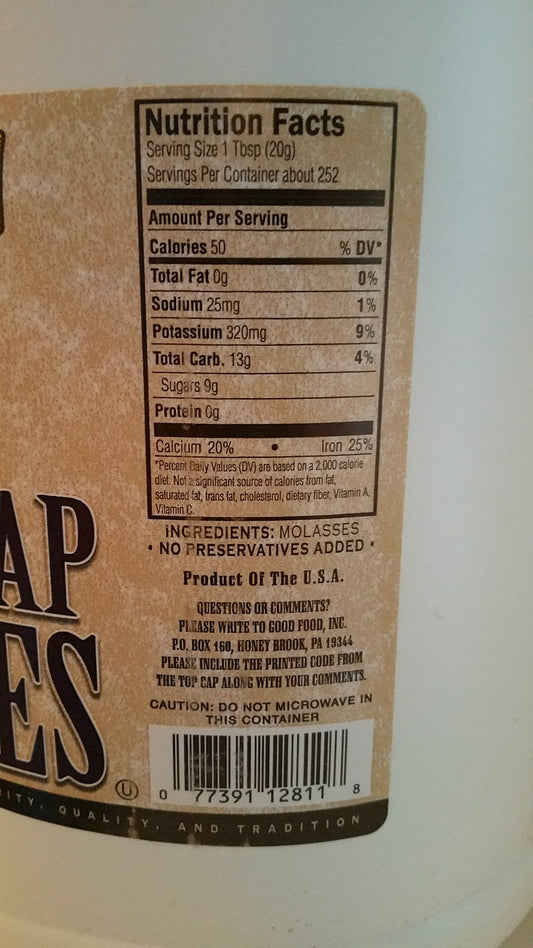 Nutrition Facts
Serving Size 1 Tbsp (20g)
Servings Per Container about 252
Amount Per Serving
Calories 50 % DV*
Total Fat 0g 0%
Sodium 25mg 1%
Potassium 320mg 9%
Total Carb. 13g 4%
Sugars 9g
Protein 0g
Calcium 20% • Iron 25%
*Percent Daily Values (DV) are based on a 2,000 calorie
diet. Not a significant source of calories from fat,
saturated fat, trans fat, cholesterol, dietary fiber, Vitamin A,
Vitamin C.
INGREDIENTS: MOLASSES
• NO PRESERVATIVES ADDED •
Product Of The U.S.A.
QUESTIONS OR COMMENTS?
PLEASE WRITE TO GOOD FOOD, INC.
P.O. BOX 160, HONEY BROOK, PA 19344
PLEASE INCLUDE THE PRINTED CODE FROM
THE TOP CAP ALONG WITH YOUR COMMENTS.
CAUTION: DO NOT MICROWAVE IN
THIS CONTAINER
0 77391 12811 8
AP
ES
U
ITY, QUALITY, AND TRADITION